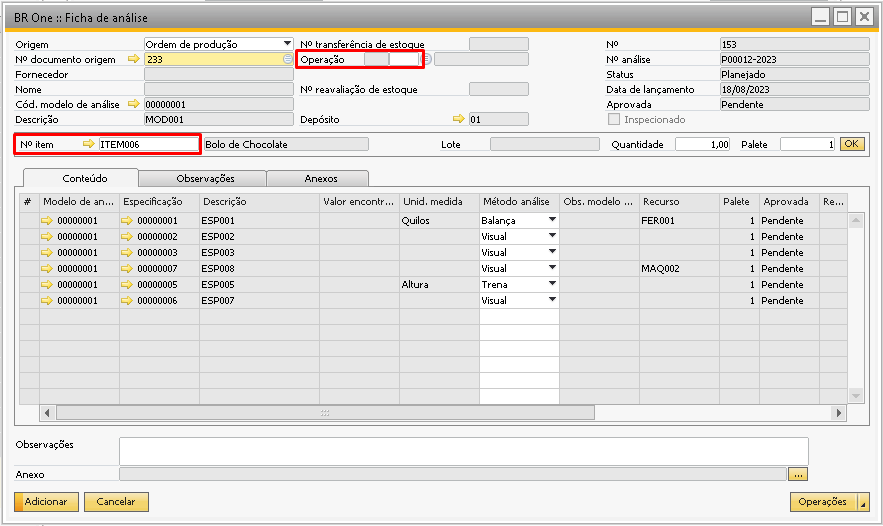 BR One :: Ficha de análise
Origem Ordem de produção Nº transferência de estoque Nº 153
Nº documento origem 233 Operação Nº análise P00012-2023
Fornecedor Status Planejado
Nome Nº reavaliação de estoque Data de lançamento 18/08/2023
Cód. modelo de análise 00000001 Aprovada Pendente
Descrição MOD001 Depósito 01 Inspecionado
Nº item ITEM006 Bolo de Chocolate Lote Quantidade 1,00 Palete 1 OK
Conteúdo Observações Anexos
# Modelo de an... Especificação Descrição Valor encontr... Unid. medida Método análise Obs. modelo ... Recurso Palete Aprovada Re...
00000001 00000001 ESP001 Quilos Balança FER001 1 Pendente
00000001 00000002 ESP002 Visual 1 Pendente
00000001 00000003 ESP003 Visual 1 Pendente
00000001 00000007 ESP008 Visual MAQ002 1 Pendente
00000001 00000005 ESP005 Altura Trena 1 Pendente
00000001 00000006 ESP007 Visual 1 Pendente
Observações
Anexo ...
Adicionar Cancelar Operações